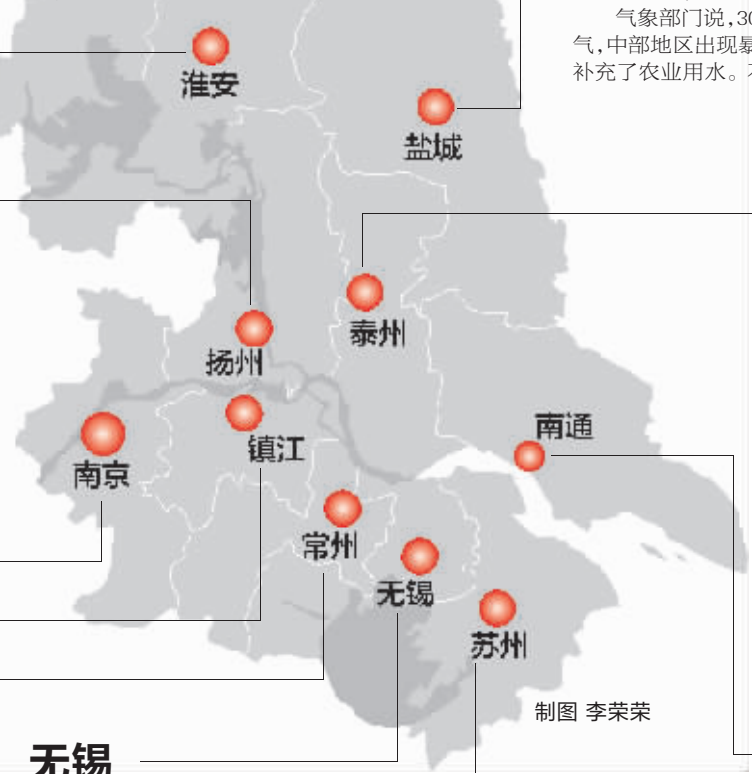 气象部门说,30
气,中部地区出现暴
补充了农业用水。
淮安
盐城
泰州
扬州
南通
镇江
南京
常州
无锡
苏州
制图 李荣荣
无锡